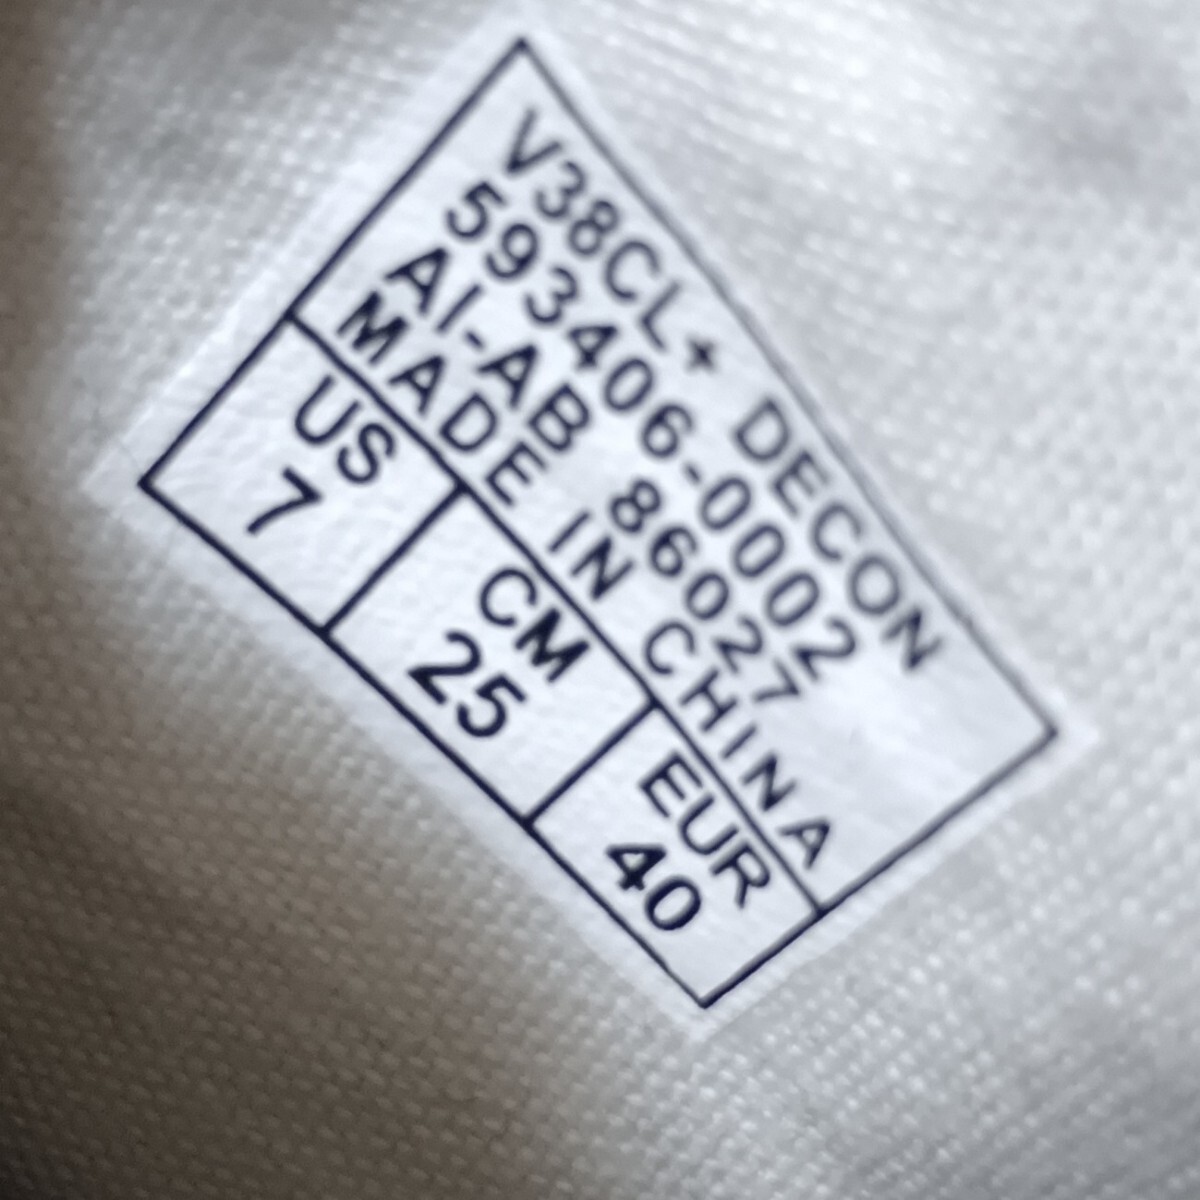 V38CL+ DECON
593406-0002
AI-AB 86027
MADE IN CHINA
US CM EUR
7 25 40